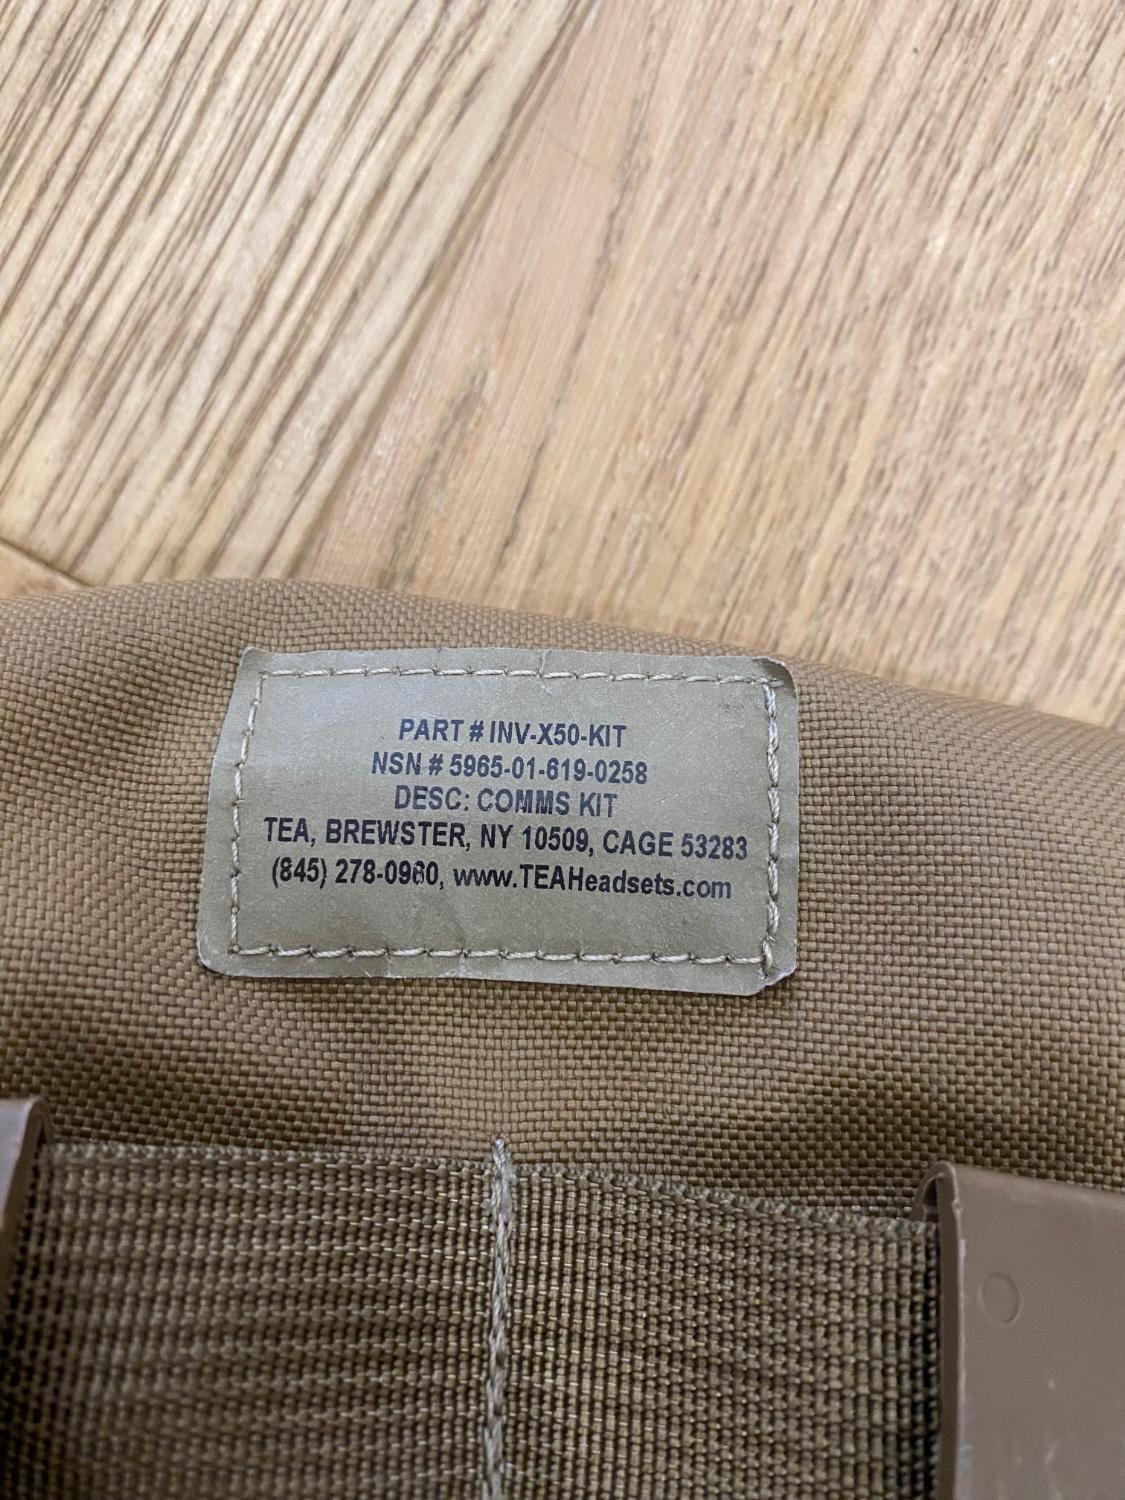 PART # INV-X50-KIT
NSN # 5965-01-619-0258
DESC: COMMS KIT
TEA, BREWSTER, NY 10509, CAGE 53283
(845) 278-0960, www.TEAHeadsets.com